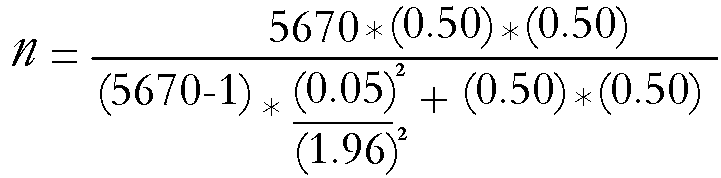 n = 5670*(0.50)*(0.50)
(5670-1) * (0.05)² + (0.50)*(0.50)
(1.96)²